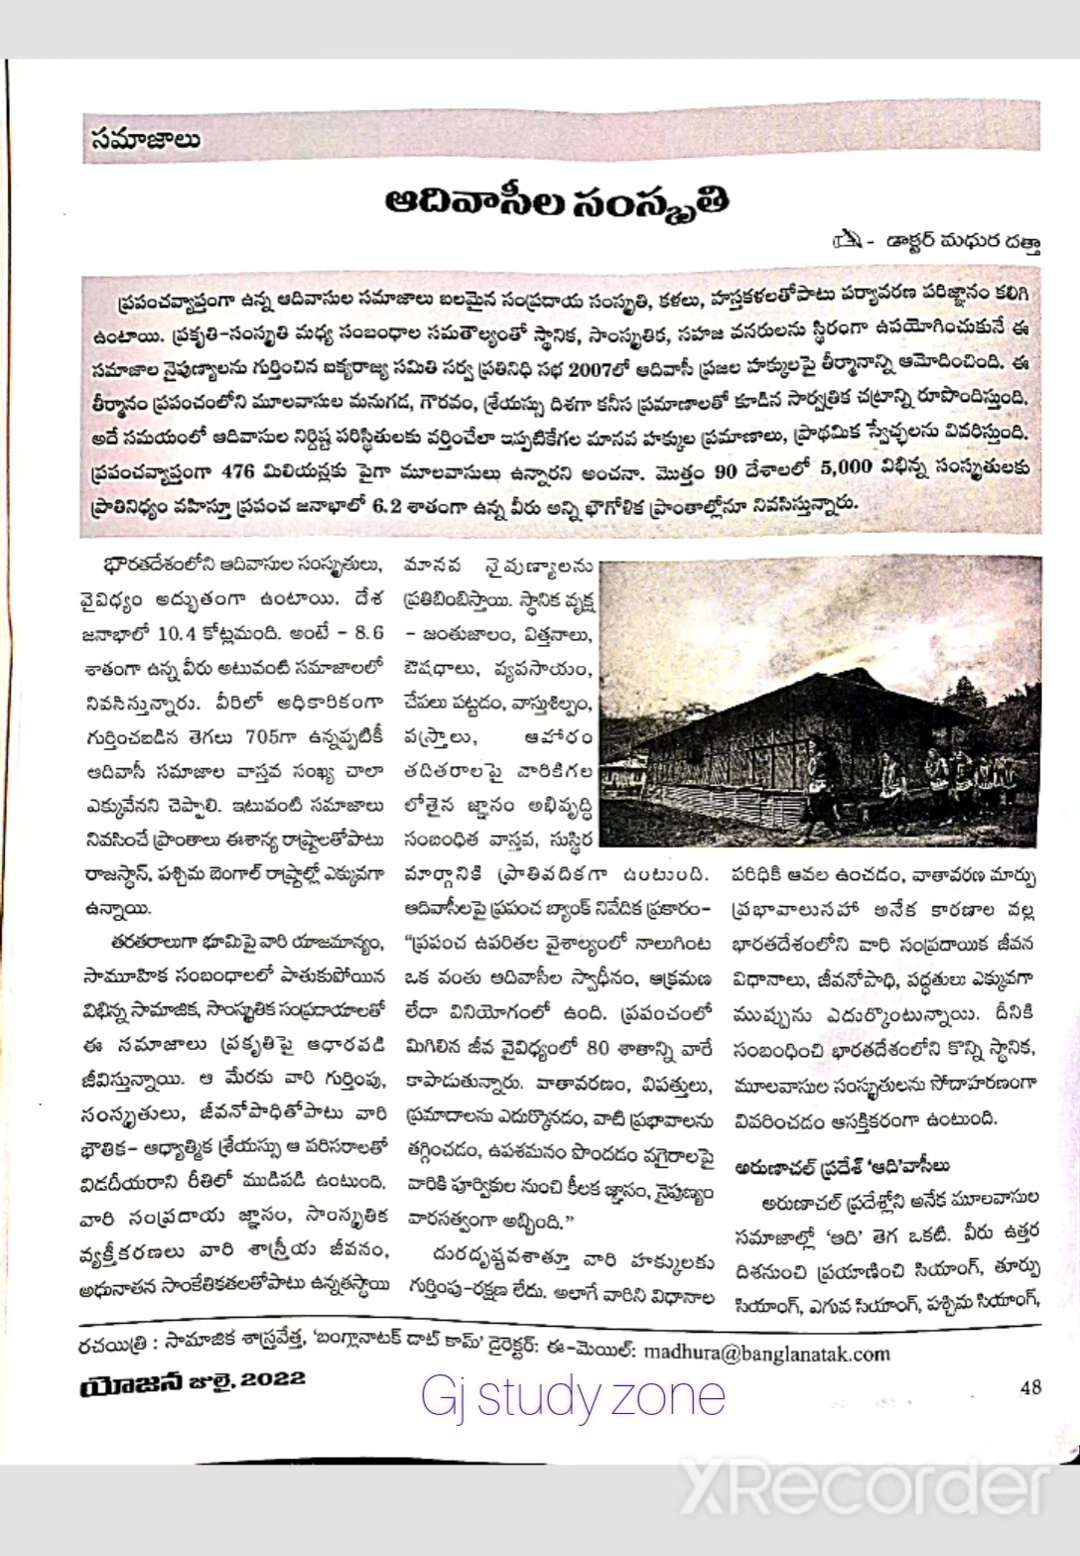 సమాజాలు
ఆదివాసీల సంస్కృతి
- డాక్టర్ మధుర దత్తా
ప్రపంచవ్యాప్తంగా ఉన్న ఆదివాసుల సమాజాలు బలమైన సంప్రదాయ సంస్కృతి, కళలు, హస్తకళలతోపాటు పర్యావరణ పరిజ్ఞానం కలిగి
ఉంటాయి. ప్రకృతి-సంస్కృతి మధ్య సంబంధాల సమతౌల్యంతో స్థానిక, సాంస్కృతిక, సహజ వనరులను స్థిరంగా ఉపయోగించుకునే ఈ
సమాజాల నైపుణ్యాలను గుర్తించిన ఐక్యరాజ్య సమితి సర్వ ప్రతినిధి సభ 2007లో ఆదివాసీ ప్రజల హక్కులపై తీర్మానాన్ని ఆమోదించింది. ఈ
తీర్మానం ప్రపంచంలోని మూలవాసుల మనుగడ, గౌరవం, శ్రేయస్సు దిశగా కనీస ప్రమాణాలతో కూడిన సార్వత్రిక చట్రాన్ని రూపొందిస్తుంది.
అదే సమయంలో ఆదివాసుల నిర్దిష్ట పరిస్థితులకు వర్తించేలా ఇప్పటికేగల మానవ హక్కుల ప్రమాణాలు, ప్రాథమిక స్వేచ్ఛలను వివరిస్తుంది.
ప్రపంచవ్యాప్తంగా 476 మిలియన్లకు పైగా మూలవాసులు ఉన్నారని అంచనా. మొత్తం 90 దేశాలలో 5,000 విభిన్న సంస్కృతులకు
ప్రాతినిధ్యం వహిస్తూ ప్రపంచ జనాభాలో 6.2 శాతంగా ఉన్న వీరు అన్ని భౌగోళిక ప్రాంతాల్లోనూ నివసిస్తున్నారు.
భారతదేశంలోని ఆదివాసుల సంస్కృతులు,
వైవిధ్యం అద్భుతంగా ఉంటాయి. దేశ
జనాభాలో 10.4 కోట్లమంది. అంటే - 8.6
శాతంగా ఉన్న వీరు అటువంటి సమాజాలలో
నివసిస్తున్నారు. వీరిలో అధికారికంగా
గుర్తించబడిన తెగలు 705గా ఉన్నప్పటికీ
ఆదివాసీ సమాజాల వాస్తవ సంఖ్య చాలా
ఎక్కువేనని చెప్పాలి. ఇటువంటి సమాజాలు
నివసించే ప్రాంతాలు ఈశాన్య రాష్ట్రాలతోపాటు
రాజస్థాన్, పశ్చిమ బెంగాల్ రాష్ట్రాల్లో ఎక్కువగా
ఉన్నాయి.
తరతరాలుగా భూమిపై వారి యాజమాన్యం,
సామూహిక సంబంధాలలో పాతుకుపోయిన
విభిన్న సామాజిక, సాంస్కృతిక సంప్రదాయాలతో
ఈ సమాజాలు ప్రకృతిపై ఆధారపడి
జీవిస్తున్నాయి. ఆ మేరకు వారి గుర్తింపు,
సంస్కృతులు, జీవనోపాధితోపాటు వారి
భౌతిక- ఆధ్యాత్మిక శ్రేయస్సు ఆ పరిసరాలతో
విడదీయరాని రీతిలో ముడిపడి ఉంటుంది.
వారి సంప్రదాయ జ్ఞానం, సాంస్కృతిక
వ్యక్తీకరణలు వారి శాస్త్రీయ జీవనం,
అధునాతన సాంకేతికతలతోపాటు ఉన్నతస్థాయి
మానవ నైపుణ్యాలను
ప్రతిబింబిస్తాయి. స్థానిక వృక్ష
- జంతుజాలం, విత్తనాలు,
ఔషధాలు, వ్యవసాయం,
చేపలు పట్టడం, వాస్తుశిల్పం,
వస్త్రాలు, ఆహారం
తదితరాలపై వారికిగల
లోతైన జ్ఞానం అభివృద్ధి
సంబంధిత వాస్తవ, సుస్థిర
మార్గానికి ప్రాతిపదికగా ఉంటుంది.
ఆదివాసీలపై ప్రపంచ బ్యాంక్ నివేదిక ప్రకారం-
“ప్రపంచ ఉపరితల వైశాల్యంలో నాలుగింట
ఒక వంతు ఆదివాసీల స్వాధీనం, ఆక్రమణ
లేదా వినియోగంలో ఉంది. ప్రపంచంలో
మిగిలిన జీవ వైవిధ్యంలో 80 శాతాన్ని వారే
కాపాడుతున్నారు. వాతావరణం, విపత్తులు,
ప్రమాదాలను ఎదుర్కొనడం, వాటి ప్రభావాలను
తగ్గించడం, ఉపశమనం పొందడం వగైరాలపై
వారికి పూర్వికుల నుంచి కీలక జ్ఞానం, నైపుణ్యం
వారసత్వంగా అబ్బింది.”
దురదృష్టవశాత్తూ వారి హక్కులకు
గుర్తింపు-రక్షణ లేదు. అలాగే వారిని విధానాల
పరిధికి ఆవల ఉంచడం, వాతావరణ మార్పు
ప్రభావాలుసహా అనేక కారణాల వల్ల
భారతదేశంలోని వారి సంప్రదాయిక జీవన
విధానాలు, జీవనోపాధి, పద్ధతులు ఎక్కువగా
ముప్పును ఎదుర్కొంటున్నాయి. దీనికి
సంబంధించి భారతదేశంలోని కొన్ని స్థానిక,
మూలవాసుల సంస్కృతులను సోదాహరణంగా
వివరించడం ఆసక్తికరంగా ఉంటుంది.
అరుణాచల్ ప్రదేశ్ ‘ఆది’వాసీలు
అరుణాచల్ ప్రదేశ్లోని అనేక మూలవాసుల
సమాజాల్లో ‘ఆది’ తెగ ఒకటి. వీరు ఉత్తర
దిశనుంచి ప్రయాణించి సియాంగ్, తూర్పు
సియాంగ్, ఎగువ సియాంగ్, పశ్చిమ సియాంగ్,
రచయిత్రి : సామాజిక శాస్త్రవేత్త, ‘బంగ్లానాటక్ డాట్ కామ్’ డైరెక్టర్: ఈ-మెయిల్: madhura@banglanatak.com
యోజన జులై, 2022
Gj study zone
48
XRecorder